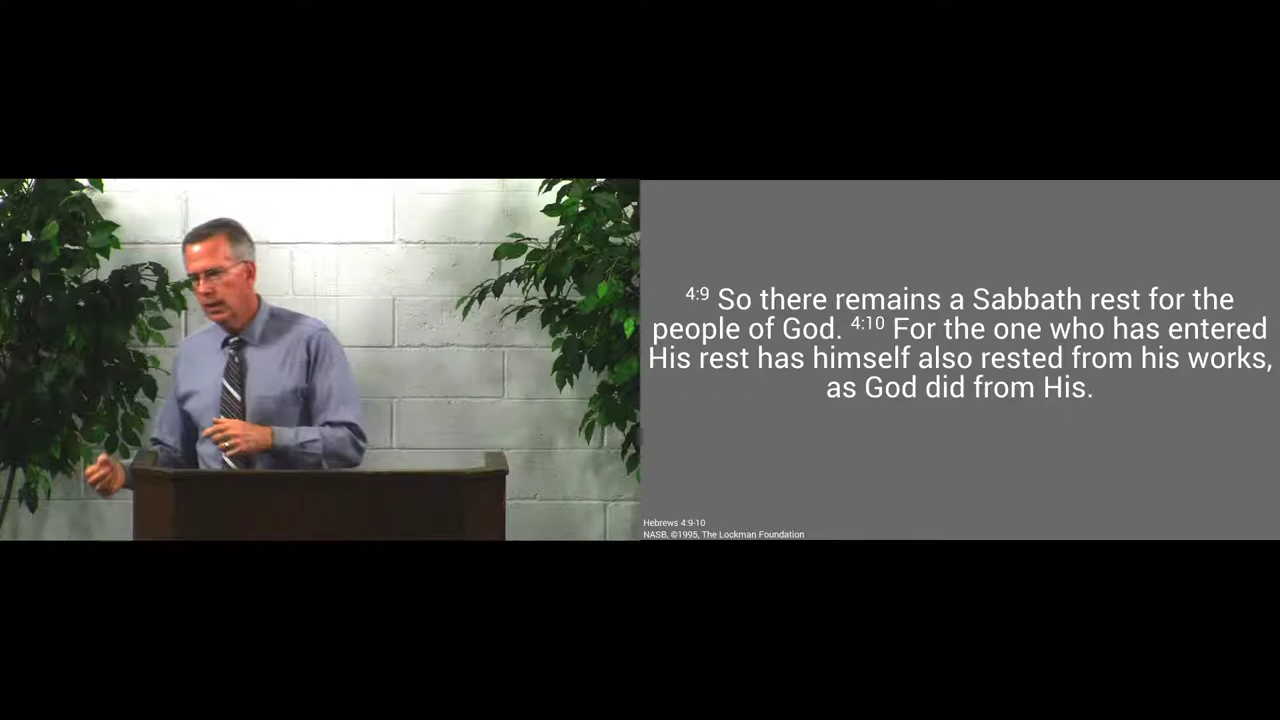 4:9 So there remains a Sabbath rest for the
people of God. 4:10 For the one who has entered
His rest has himself also rested from his works,
as God did from His.
Hebrews 4:9-10
NASB, ©1995, The Lockman Foundation